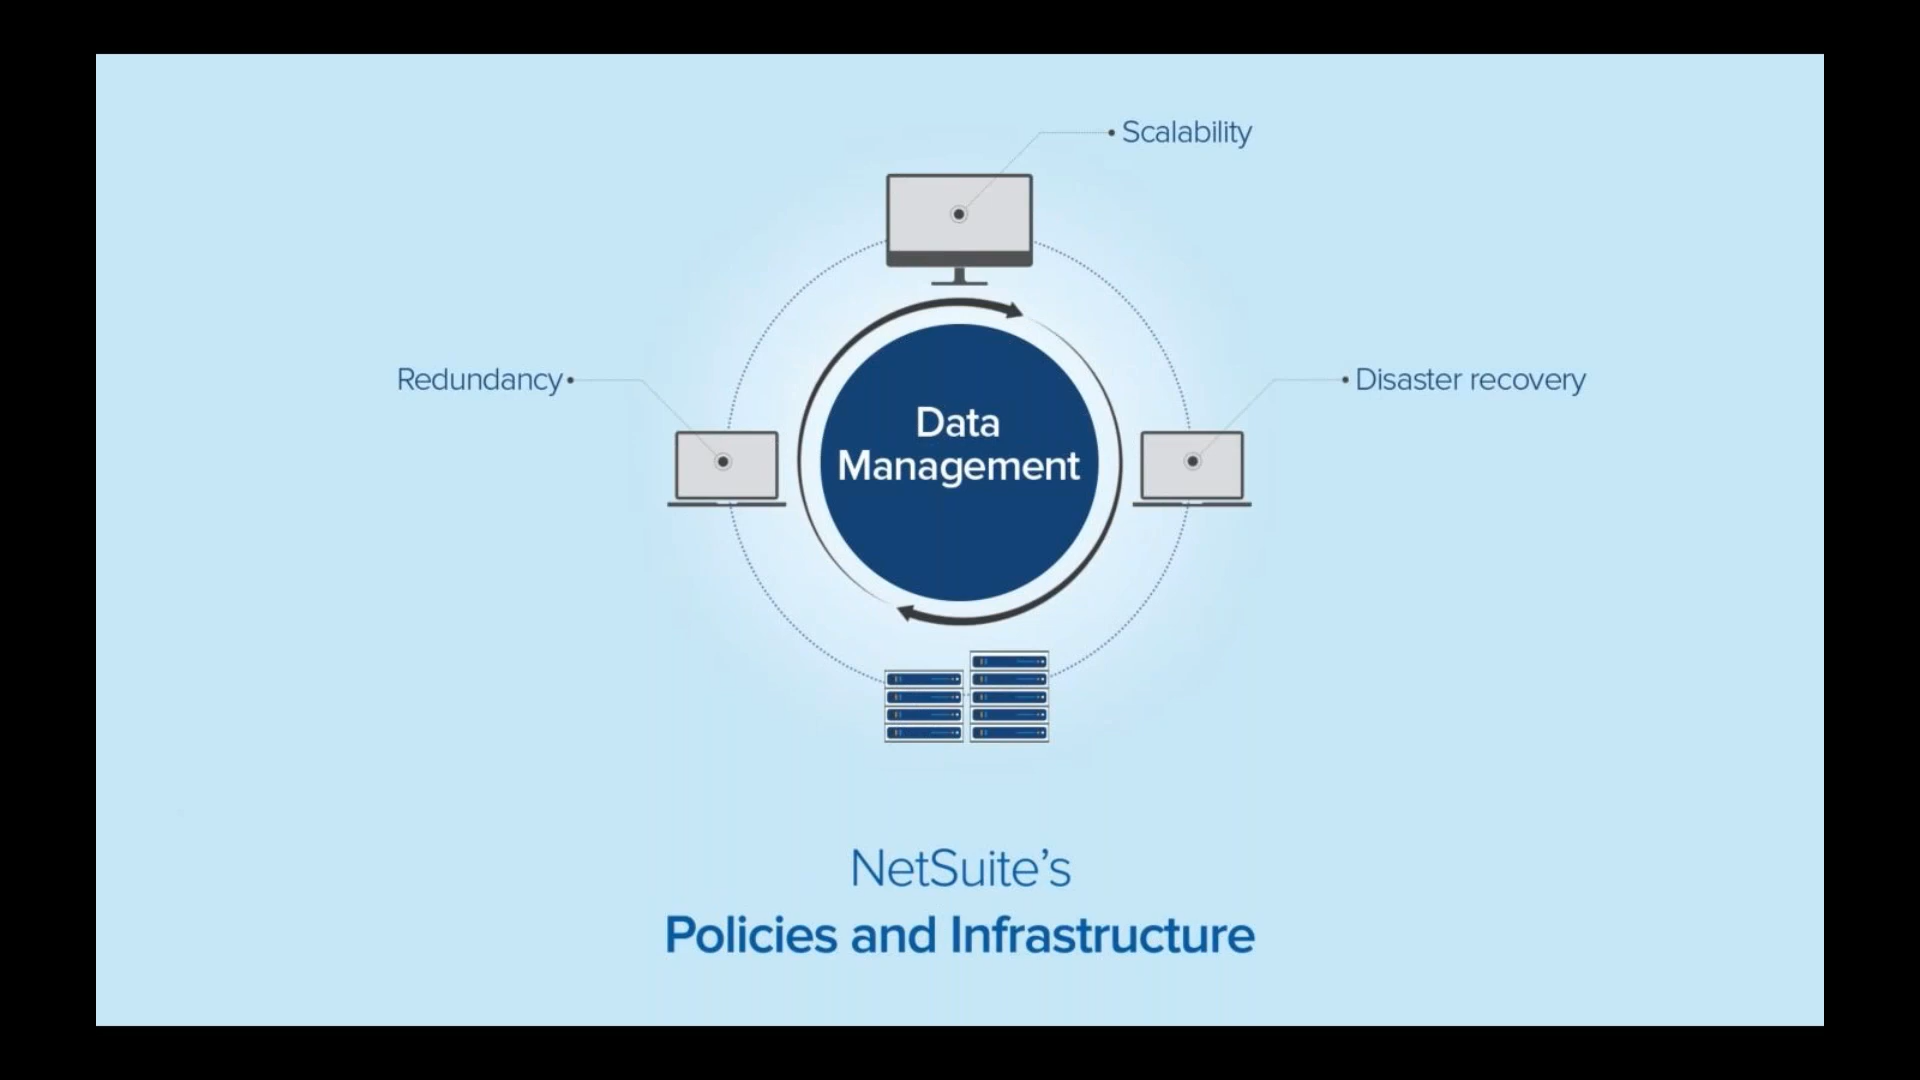 Scalability
Redundancy
Disaster recovery
Data
Management
NetSuite’s
Policies and Infrastructure